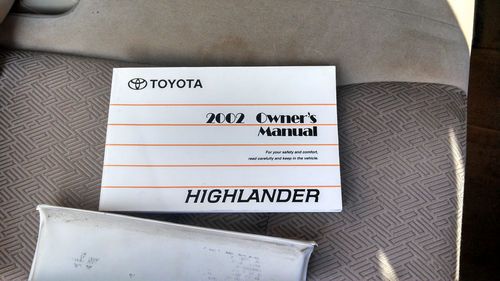 TOYOTA
2002 Owner's
Manual
For your safety and comfort,
read carefully and keep in the vehicle.
HIGHLANDER